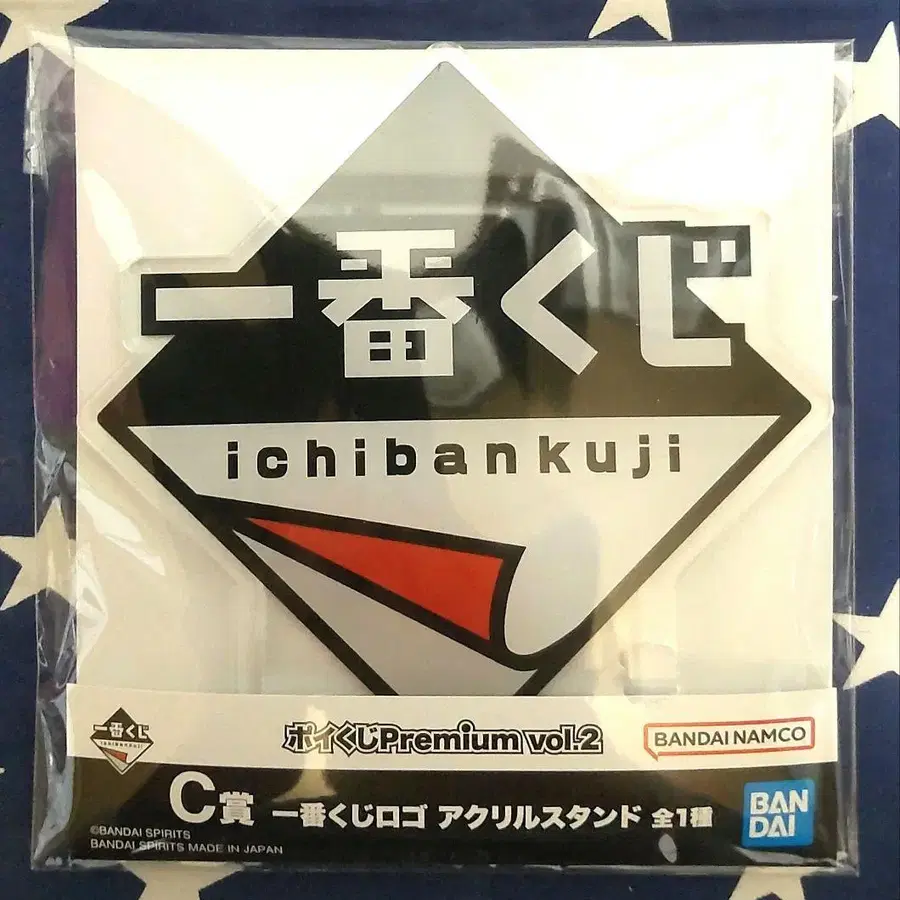 一番くじ
ichibankuji
一番くじ
ichibankuji
ポイくじPremium vol.2
BANDAI NAMCO
C賞 一番くじロゴ アクリルスタンド 全1種
BAN
DAI
©BANDAI SPIRITS
BANDAI SPIRITS MADE IN JAPAN